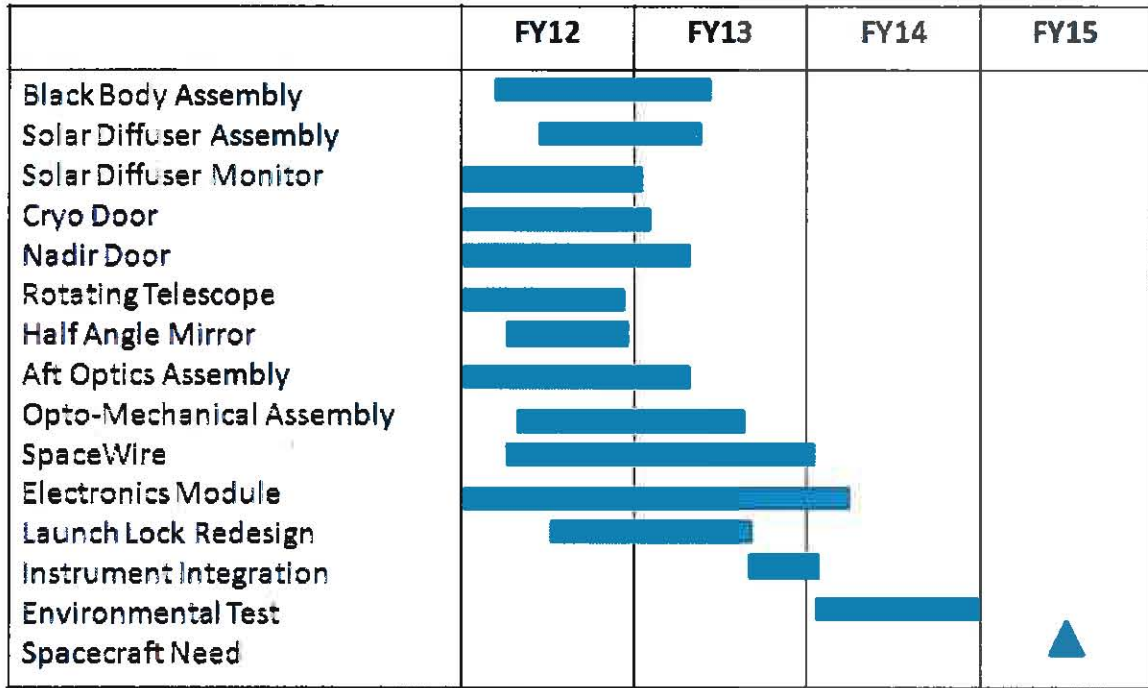 FY12 FY13 FY14 FY15
Black Body Assembly
Solar Diffuser Assembly
Solar Diffuser Monitor
Cryo Door
Nadir Door
Rotating Telescope
Half Angle Mirror
Aft Optics Assembly
Opto-Mechanical Assembly
SpaceWire
Electronics Module
Launch Lock Redesign
Instrument Integration
Environmental Test
Spacecraft Need